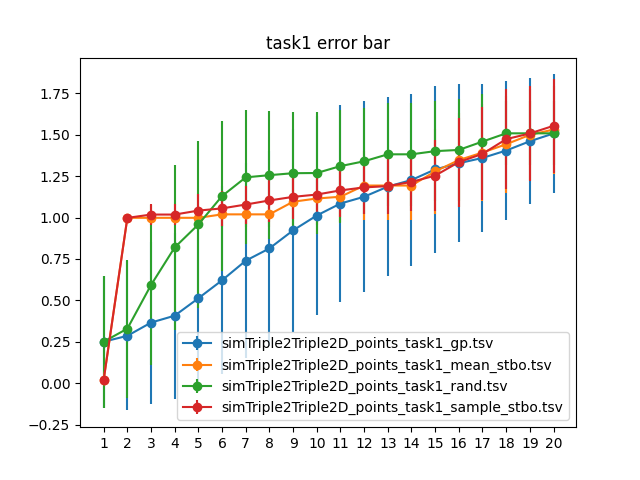 task1 error bar
1.75
1.50
1.25
1.00
0.75
0.50
0.25
0.00
−0.25
simTriple2Triple2D_points_task1_gp.tsv
simTriple2Triple2D_points_task1_mean_stbo.tsv
simTriple2Triple2D_points_task1_rand.tsv
simTriple2Triple2D_points_task1_sample_stbo.tsv
1 2 3 4 5 6 7 8 9 10 11 12 13 14 15 16 17 18 19 20